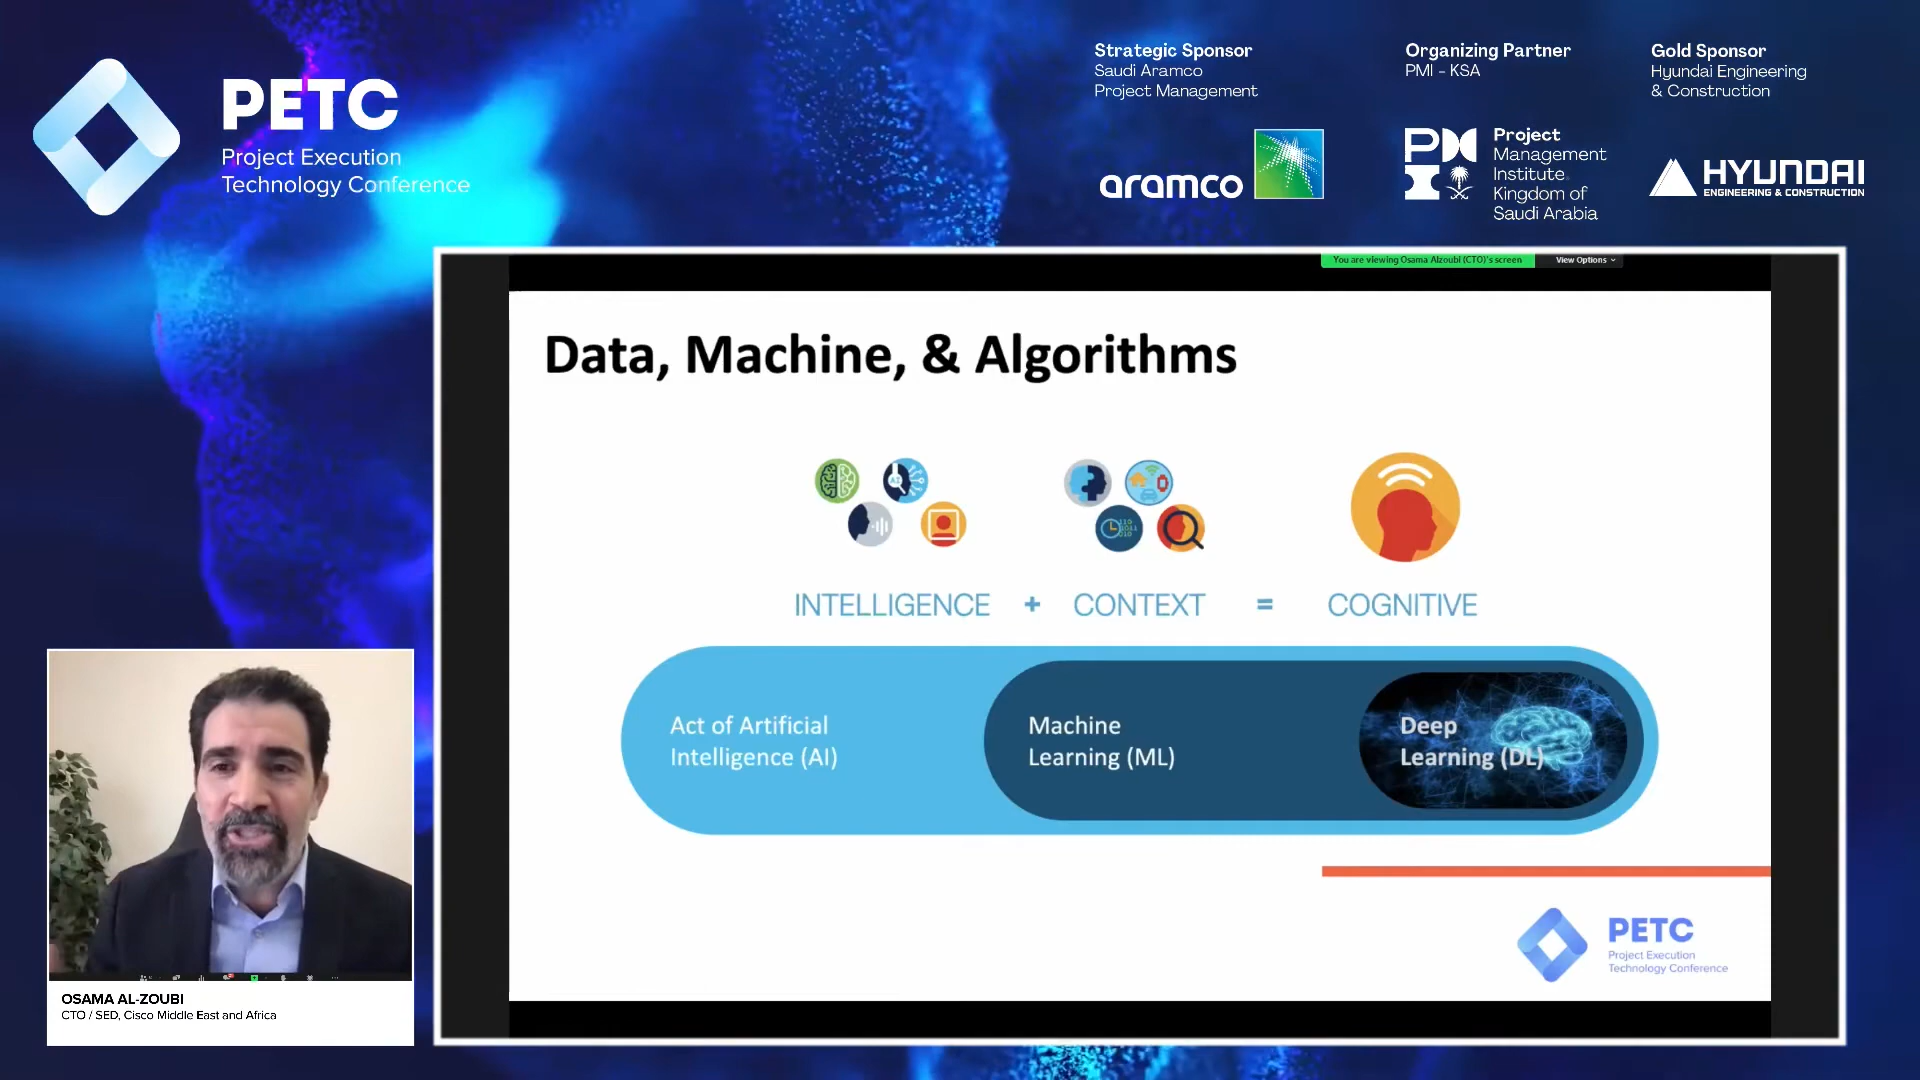 PETC
Project Execution
Technology Conference
Strategic Sponsor
Saudi Aramco
Project Management
aramco
Organizing Partner
PMI - KSA
PMI
Project
Management
Institute
Kingdom of
Saudi Arabia
Gold Sponsor
Hyundai Engineering
& Construction
HYUNDAI
ENGINEERING & CONSTRUCTION
You are viewing Osama Alzoubi (CTO)'s screen
View Options
Data, Machine, & Algorithms
AI
INTELLIGENCE + CONTEXT = COGNITIVE
Act of Artificial
Intelligence (AI)
Machine
Learning (ML)
Deep
Learning (DL)
PETC
Project Execution
Technology Conference
OSAMA AL-ZOUBI
CTO / SED, Cisco Middle East and Africa